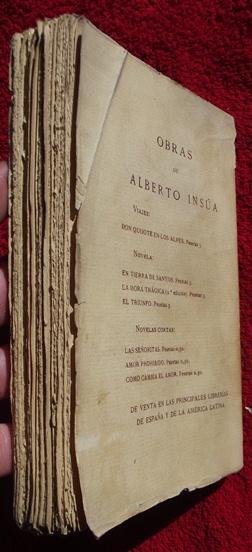 OBRAS
DE
ALBERTO INSÚA
VIAJES:
DON QUIJOTE EN LOS ALPES. Pesetas 3.
NOVELA:
EN TIERRA DE SANTOS. Pesetas 3.
LA HORA TRÁGICA (2.ª edición). Pesetas 3.
EL TRIUNFO. Pesetas 3.
NOVELAS CORTAS:
LAS SEÑORITAS. Pesetas 0,50.
AMOR PROHIBIDO. Pesetas 0,50.
COMO CAMBIA EL AMOR. Pesetas 0,50.
DE VENTA EN LAS PRINCIPALES LIBRERÍAS
DE ESPAÑA Y DE LA AMÉRICA LATINA